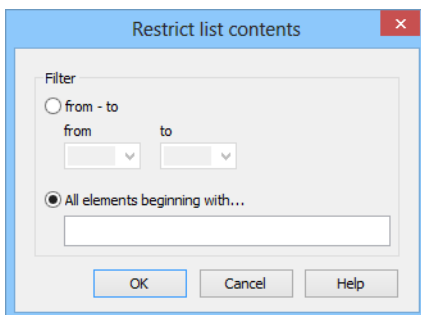 Restrict list contents
Filter
from - to
from to
All elements beginning with...
OK Cancel Help